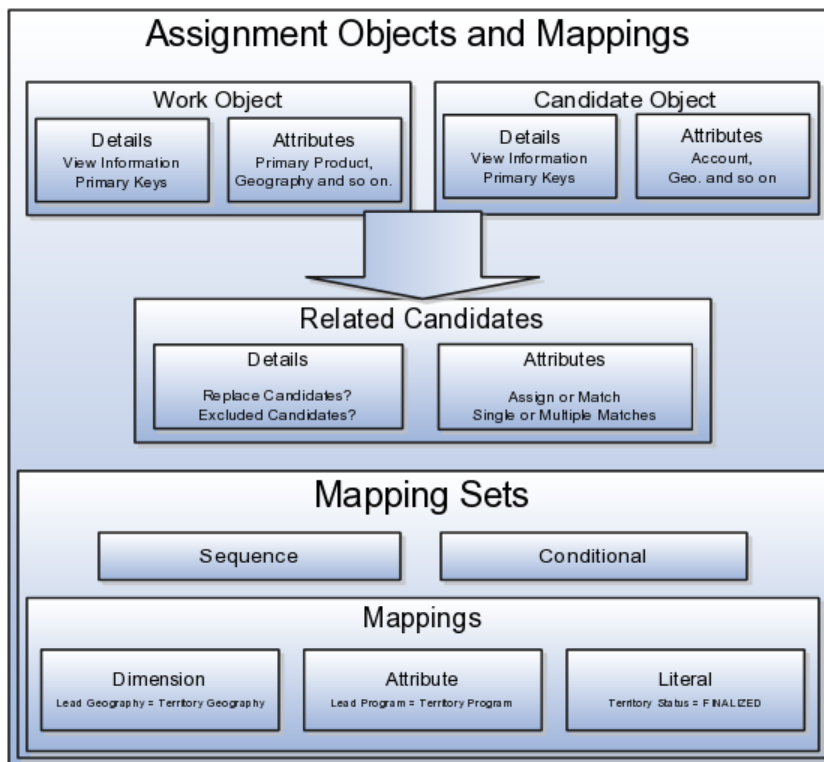 Assignment Objects and Mappings
Work Object
Details
View Information
Primary Keys
Attributes
Primary Product,
Geography and so on.
Candidate Object
Details
View Information
Primary Keys
Attributes
Account,
Geo. and so on
Related Candidates
Details
Replace Candidates?
Excluded Candidates?
Attributes
Assign or Match
Single or Multiple Matches
Mapping Sets
Sequence
Conditional
Mappings
Dimension
Lead Geography = Territory Geography
Attribute
Lead Program = Territory Program
Literal
Territory Status = FINALIZED